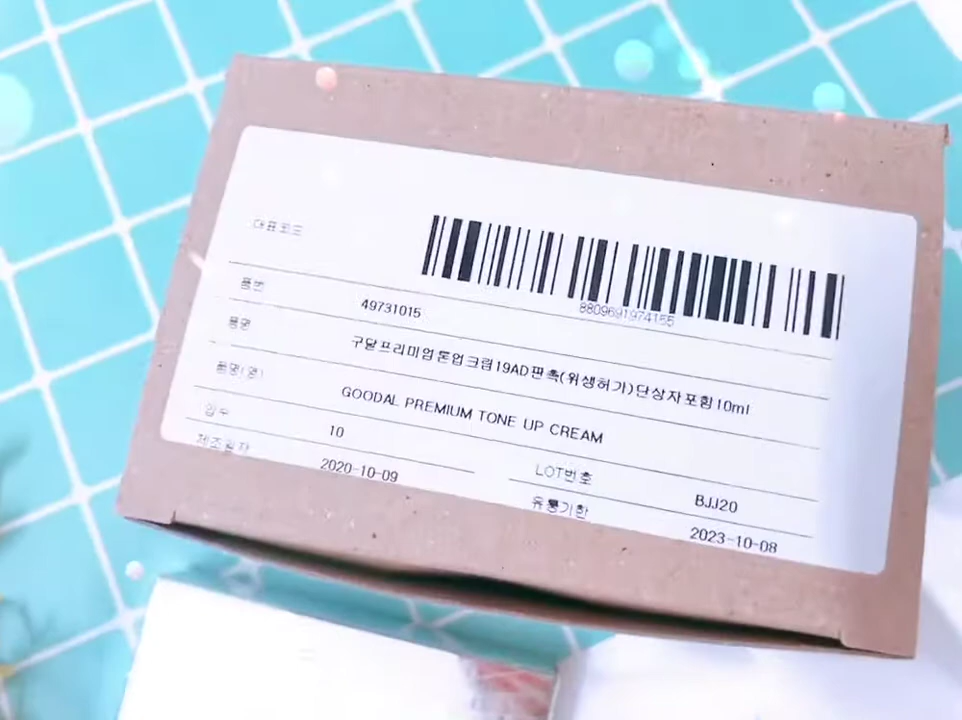 대표코드
8809691974155
품번 49731015
품명 구달프리미엄톤업크림19AD판촉(위생허가)단상자포함10ml
품명(영) GOODAL PREMIUM TONE UP CREAM
입수 10 LOT번호 BJJ20
제조일자 2020-10-09 유통기한 2023-10-08